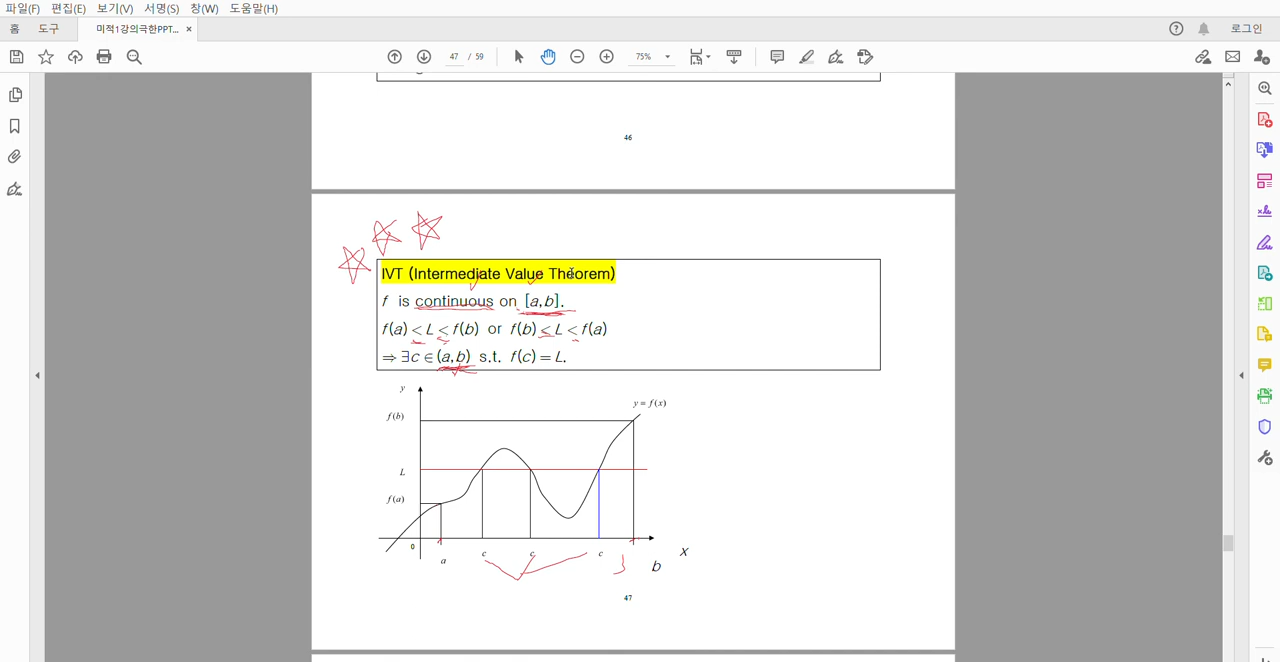 파일(F) 편집(E) 보기(V) 서명(S) 창(W) 도움말(H)
홈 도구 미적1강의극한PPT... × 로그인
47 / 59 75%
46
IVT (Intermediate Value Theorem)
f is continuous on [a,b].
f(a) < L < f(b) or f(b) < L < f(a)
⇒ ∃c ∈ (a,b) s.t. f(c) = L.
y
y = f(x)
f(b)
L
f(a)
0 a c c c b x
47